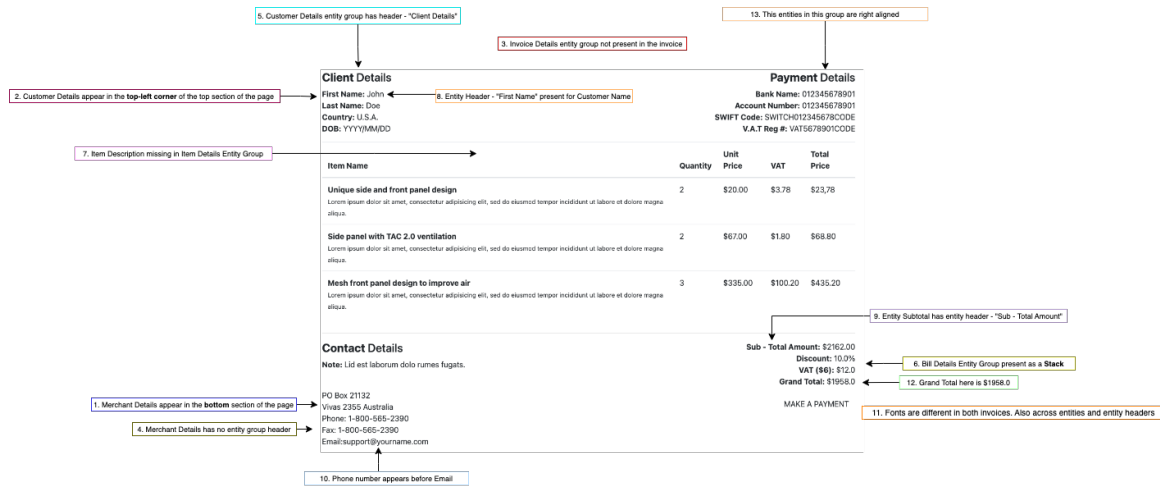 5. Customer Details entity group has header - "Client Details"
13. This entities in this group are right aligned
3. Invoice Details entity group not present in the invoice
Client Details
Payment Details
2. Customer Details appear in the top-left corner of the top section of the page
First Name: John
8. Entity Header - "First Name" present for Customer Name
Bank Name: 012345678901
Last Name: Doe
Account Number: 012345678901
Country: U.S.A.
SWIFT Code: SWITCH012345678CODE
DOB: YYYY/MM/DD
V.A.T Reg #: VAT5678901CODE
7. Item Description missing in Item Details Entity Group
Item Name Quantity Unit Price VAT Total Price
Unique side and front panel design 2 $20.00 $3.78 $23,78
Lorem ipsum dolor sit amet, consectetur adipisicing elit, sed do eiusmod tempor incididunt ut labore et dolore magna
aliqua.
Side panel with TAC 2.0 ventilation 2 $67.00 $1.80 $68.80
Lorem ipsum dolor sit amet, consectetur adipisicing elit, sed do eiusmod tempor incididunt ut labore et dolore magna
aliqua.
Mesh front panel design to improve air 3 $335.00 $100.20 $435.20
Lorem ipsum dolor sit amet, consectetur adipisicing elit, sed do eiusmod tempor incididunt ut labore et dolore magna
aliqua.
9. Entity Subtotal has entity header - "Sub - Total Amount"
Contact Details
Sub - Total Amount: $2162.00
Discount: 10.0%
Note: Lid est laborum dolo rumes fugats.
6. Bill Details Entity Group present as a Stack
VAT ($6): $12.0
Grand Total: $1958.0
12. Grand Total here is $1958.0
PO Box 21132
1. Merchant Details appear in the bottom section of the page
Vivas 2355 Australia
MAKE A PAYMENT
11. Fonts are different in both invoices. Also across entities and entity headers
Phone: 1-800-565-2390
4. Merchant Details has no entity group header
Fax: 1-800-565-2390
Email:support@yourname.com
10. Phone number appears before Email